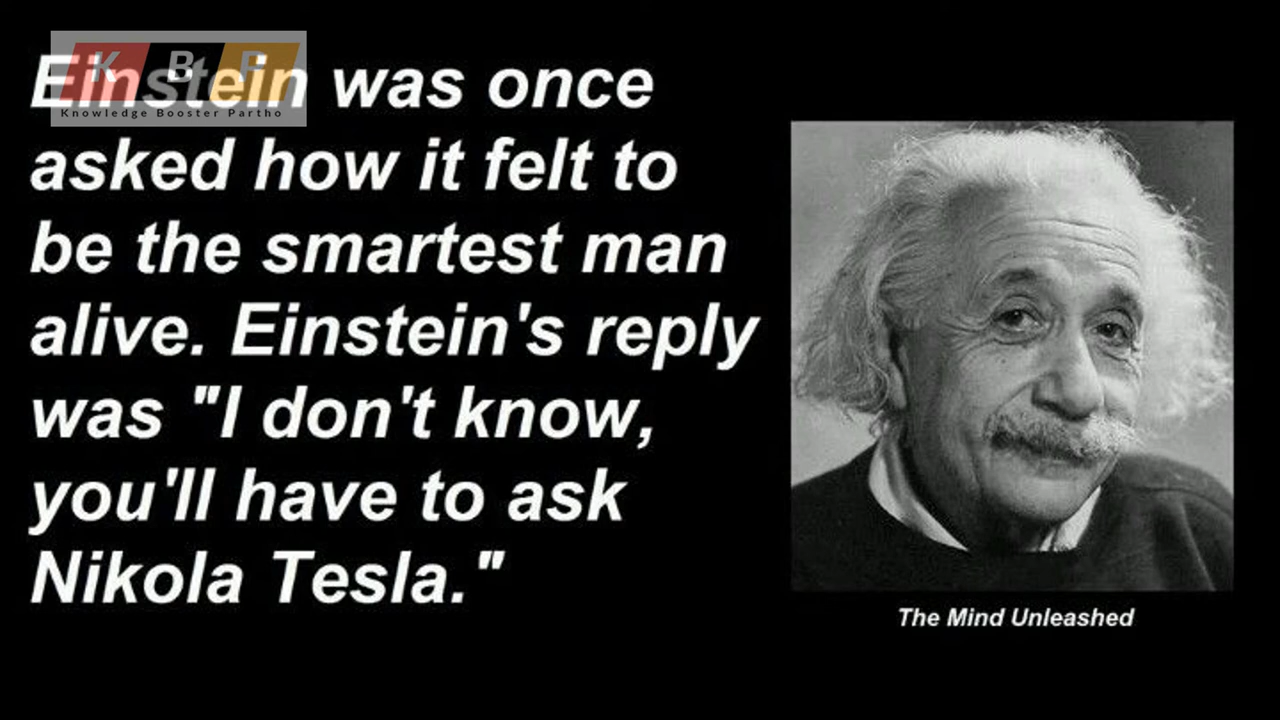 K B P
Knowledge Booster Partho
Einstein was once
asked how it felt to
be the smartest man
alive. Einstein's reply
was "I don't know,
you'll have to ask
Nikola Tesla."
The Mind Unleashed